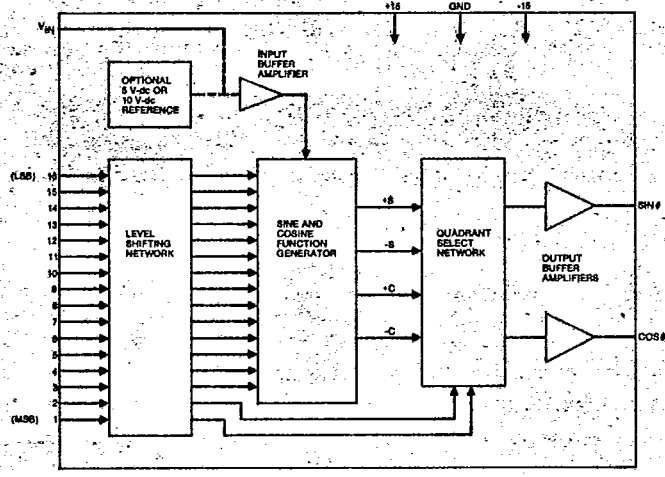 +15 GND -15
VIN
INPUT
BUFFER
AMPLIFIER
OPTIONAL
5 V-dc OR
10 V-dc
REFERENCE
(LSB) 16
15
14
13
12
11
10
9
8
7
6
5
4
3
2
(MSB) 1
LEVEL
SHIFTING
NETWORK
SINE AND
COSINE
FUNCTION
GENERATOR
+S
-S
+C
-C
QUADRANT
SELECT
NETWORK
OUTPUT
BUFFER
AMPLIFIERS
SINθ
COSθ